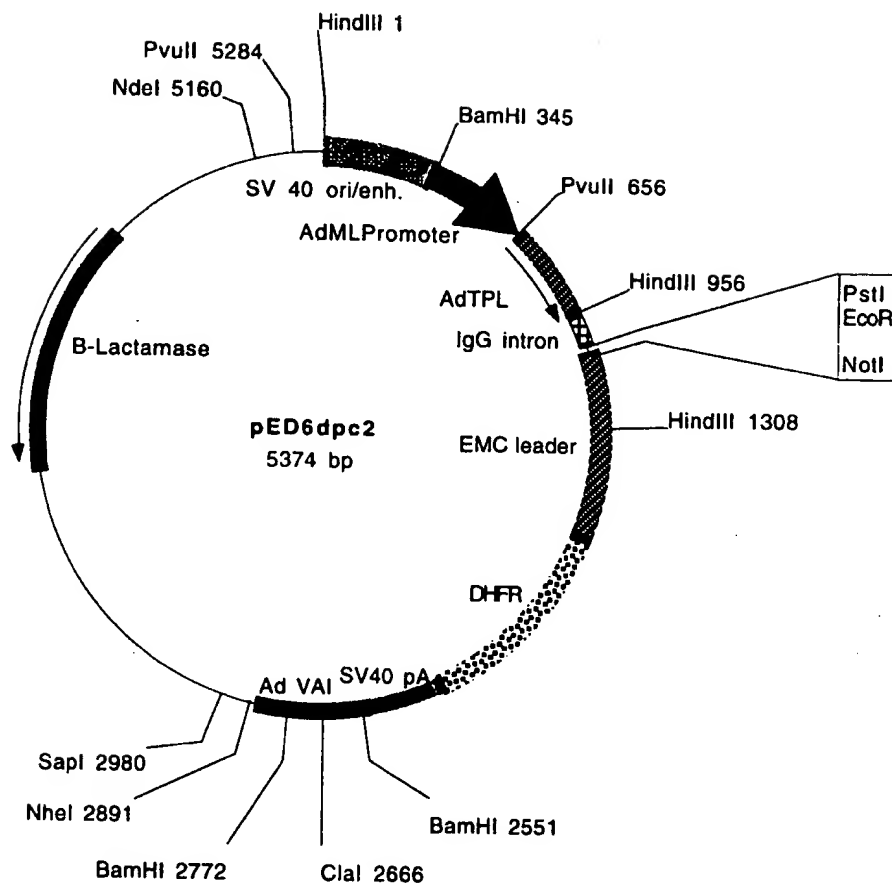 HindIII 1
PvuII 5284
NdeI 5160
BamHI 345
SV 40 ori/enh.
PvuII 656
AdMLPromoter
HindIII 956
AdTPL
PstI
EcoR
IgG intron
NotI
B-Lactamase
pED6dpc2
5374 bp
EMC leader
HindIII 1308
DHFR
SV40 pA
Ad VAI
SapI 2980
NheI 2891
BamHI 2551
BamHI 2772
ClaI 2666